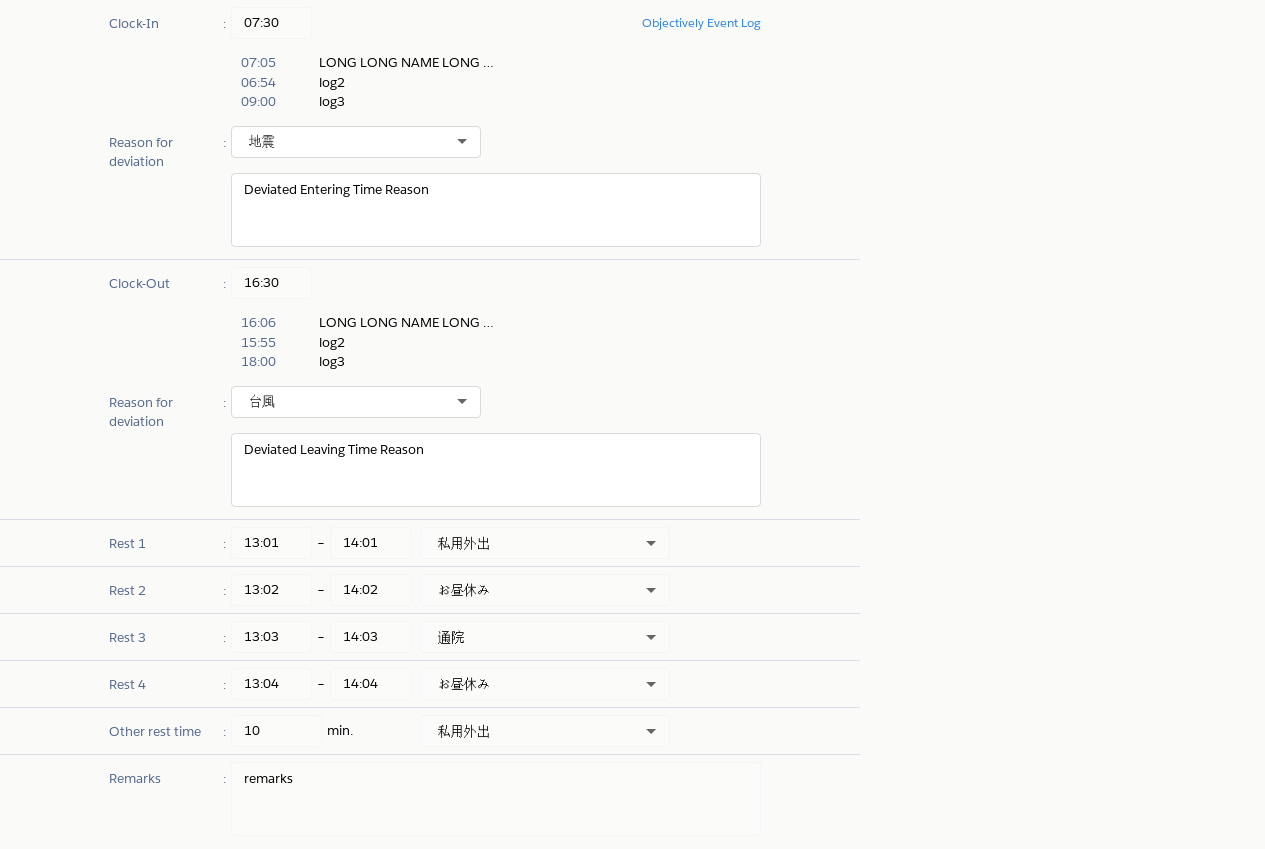 Clock-In : 07:30 Objectively Event Log
07:05 LONG LONG NAME LONG ...
06:54 log2
09:00 log3
Reason for : 地震
deviation
Deviated Entering Time Reason
Clock-Out : 16:30
16:06 LONG LONG NAME LONG ...
15:55 log2
18:00 log3
Reason for : 台風
deviation
Deviated Leaving Time Reason
Rest 1 : 13:01 – 14:01 私用外出
Rest 2 : 13:02 – 14:02 お昼休み
Rest 3 : 13:03 – 14:03 通院
Rest 4 : 13:04 – 14:04 お昼休み
Other rest time : 10 min. 私用外出
Remarks : remarks